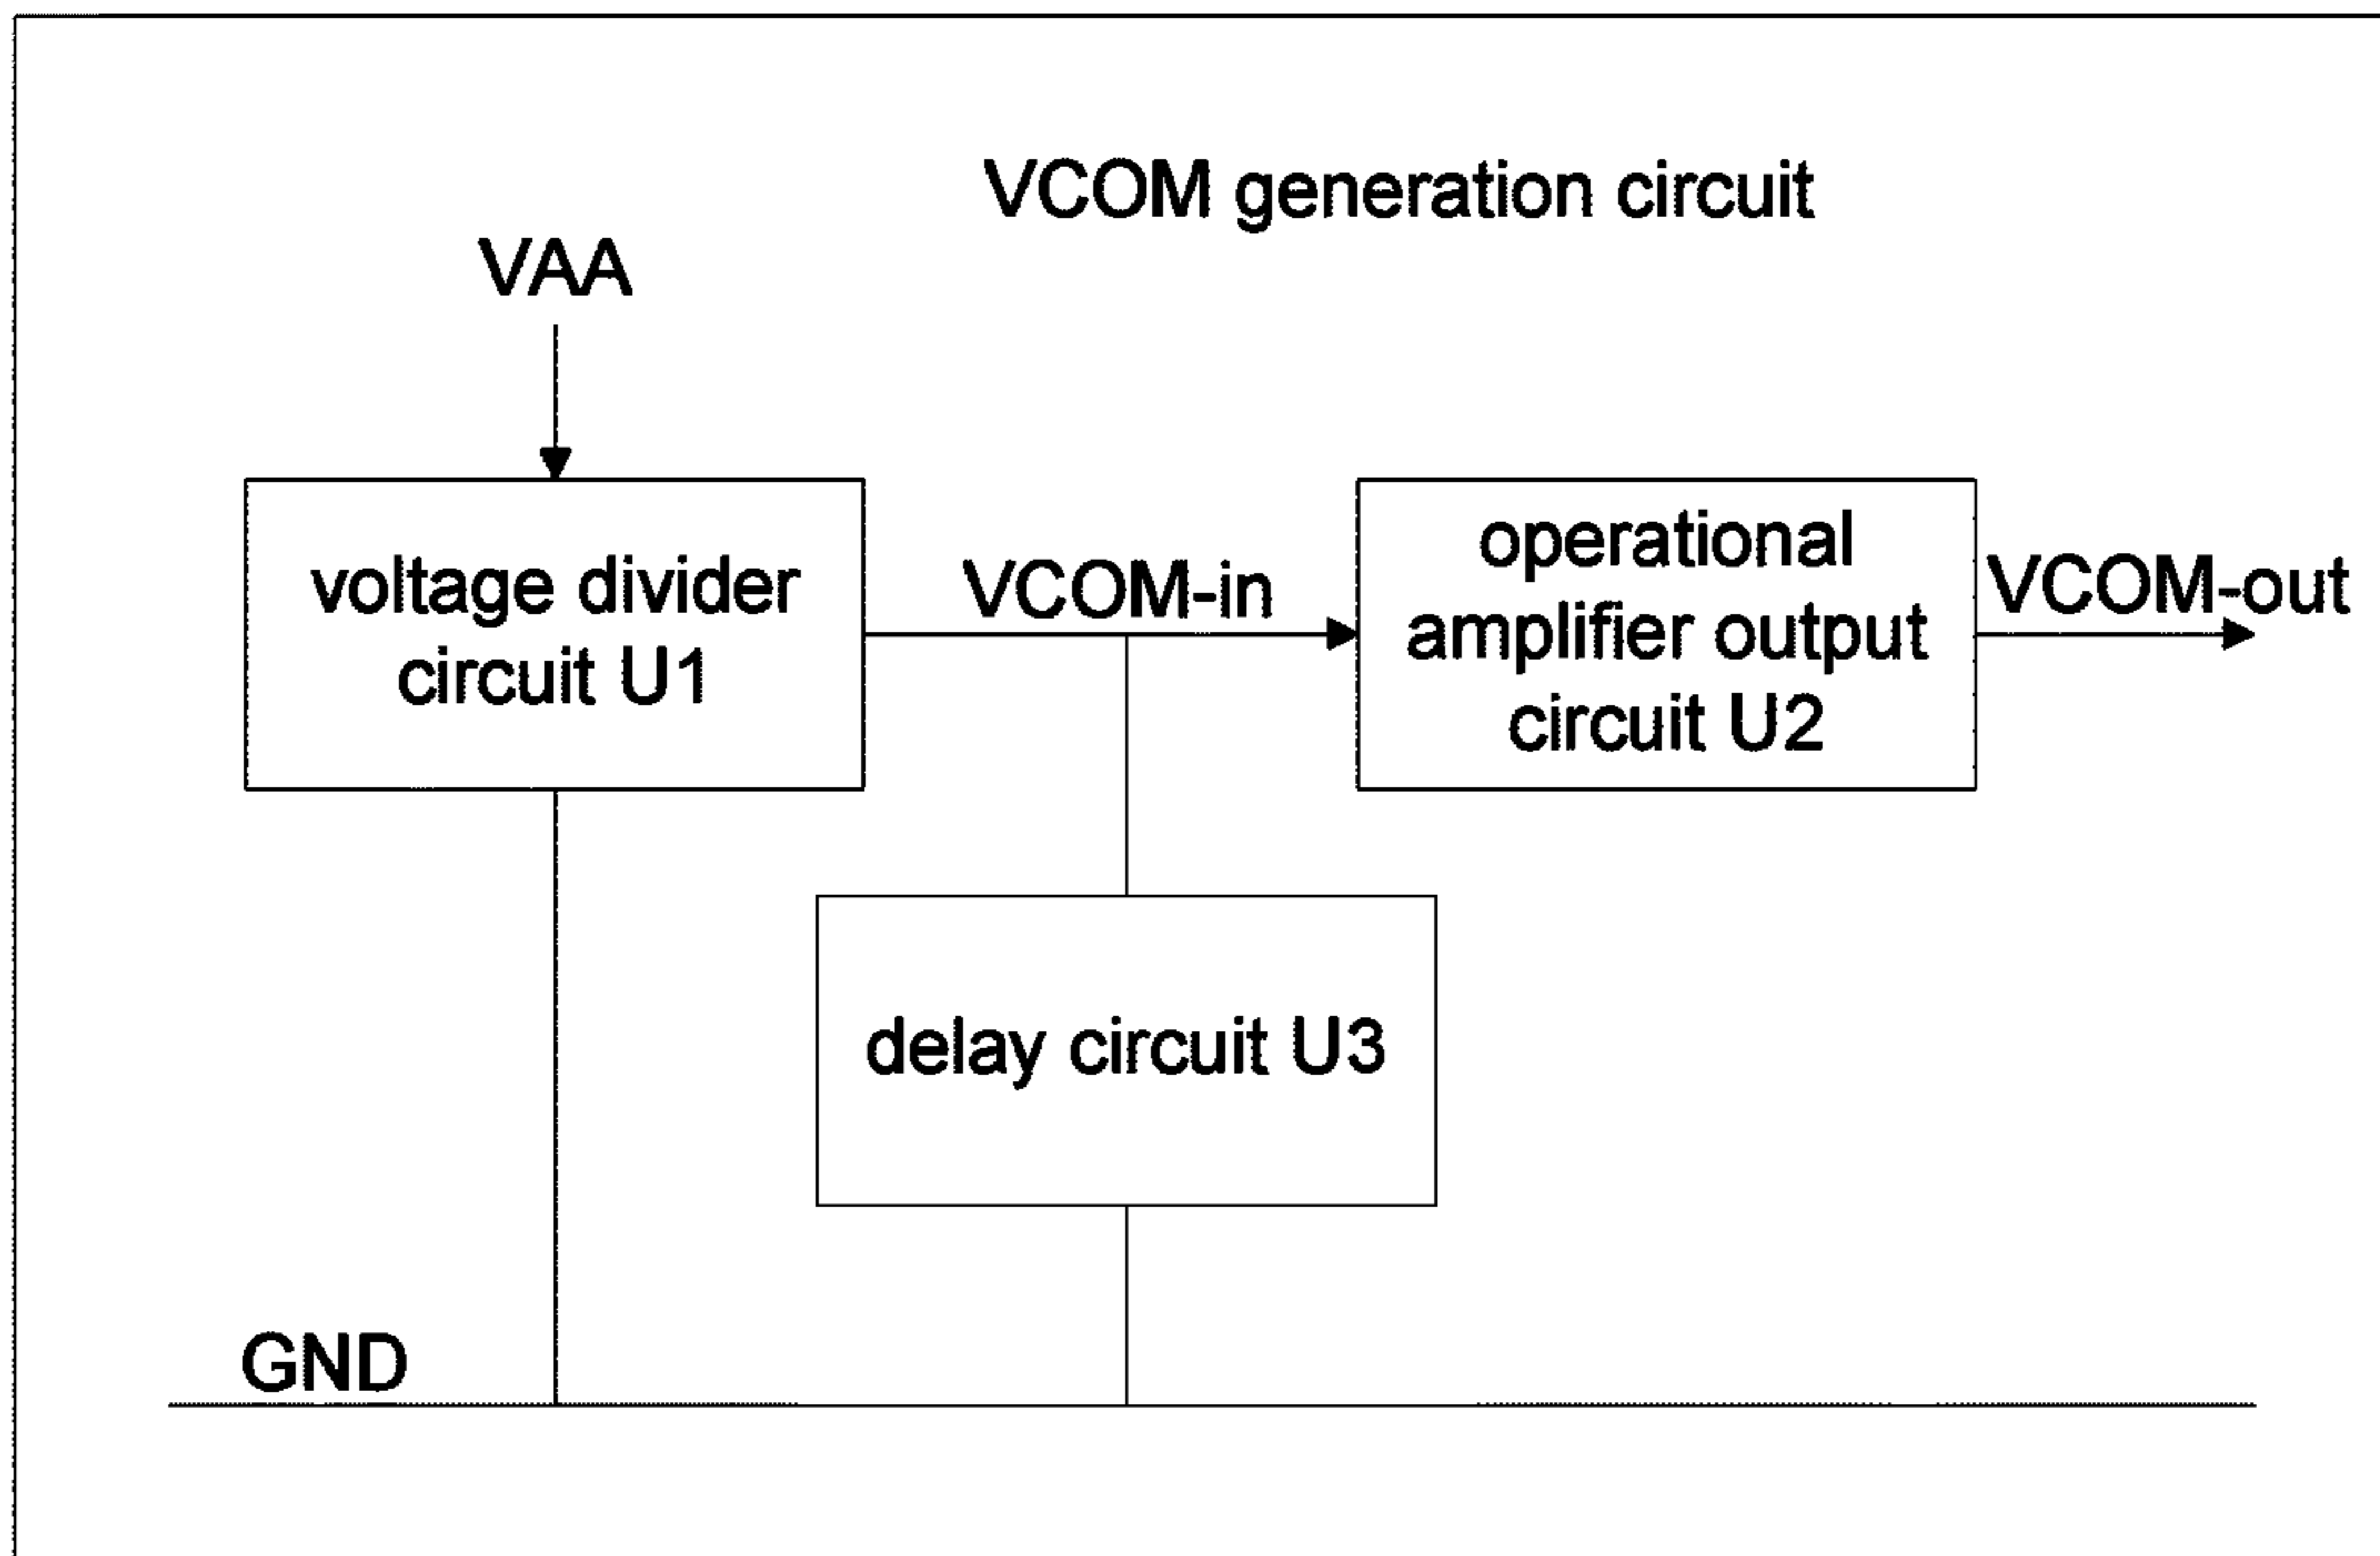 VCOM generation circuit
VAA
voltage divider
circuit U1
VCOM-in
operational
amplifier output
circuit U2
VCOM-out
delay circuit U3
GND